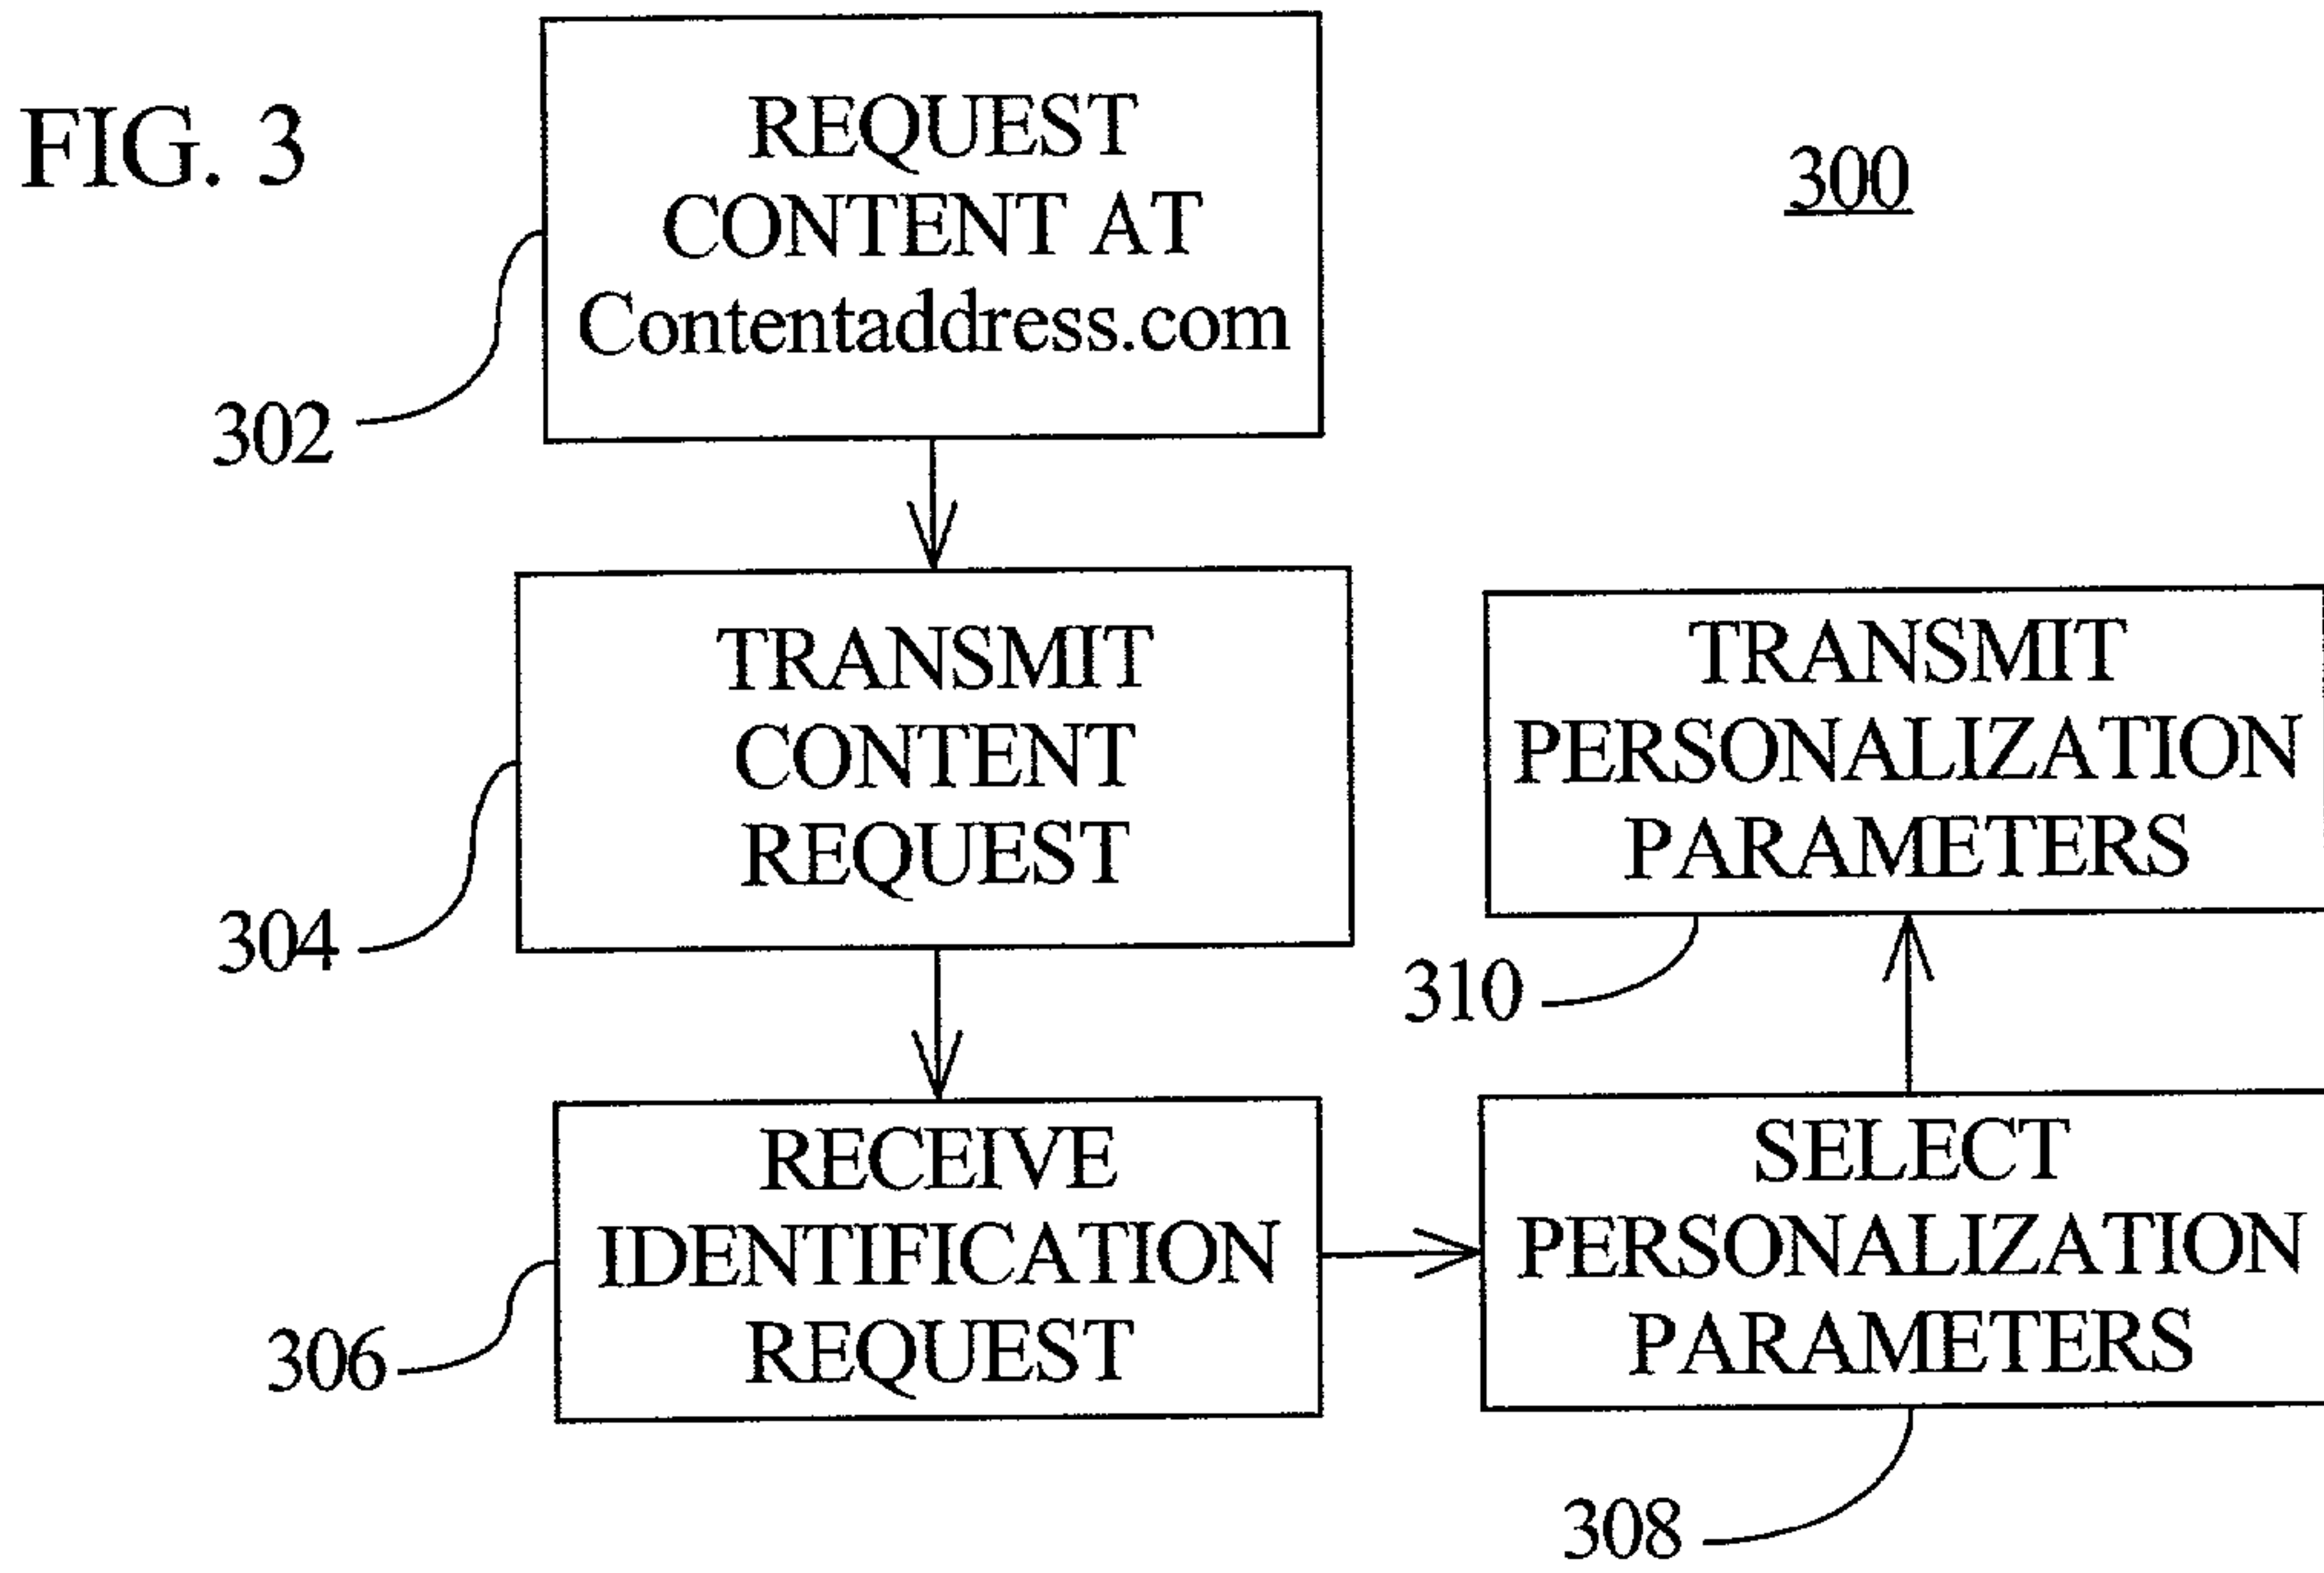 FIG. 3
300
REQUEST
CONTENT AT
Contentaddress.com
302
TRANSMIT
CONTENT
REQUEST
304
RECEIVE
IDENTIFICATION
REQUEST
306
SELECT
PERSONALIZATION
PARAMETERS
308
TRANSMIT
PERSONALIZATION
PARAMETERS
310